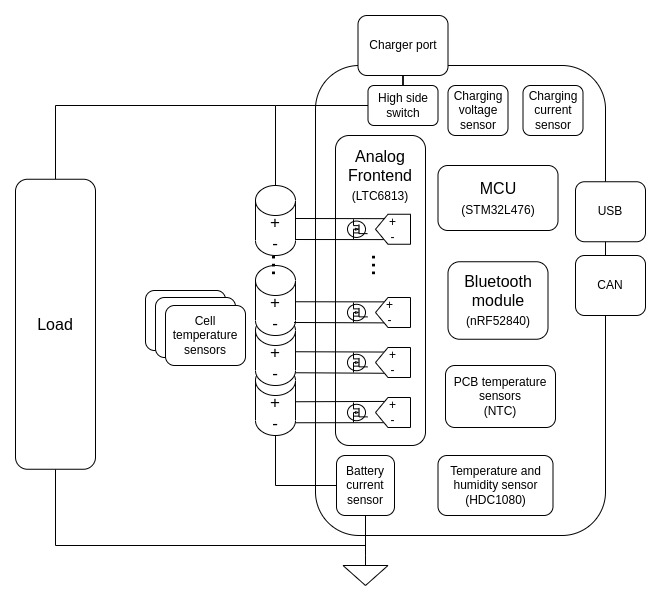 Charger port
High side
switch
Charging
voltage
sensor
Charging
current
sensor
Analog
Frontend
(LTC6813)
MCU
(STM32L476)
USB
CAN
+
-
+
-
Bluetooth
module
(nRF52840)
+
-
+
-
Load
Cell
temperature
sensors
+
-
+
-
PCB temperature
sensors
(NTC)
+
-
+
-
Battery
current
sensor
Temperature and
humidity sensor
(HDC1080)